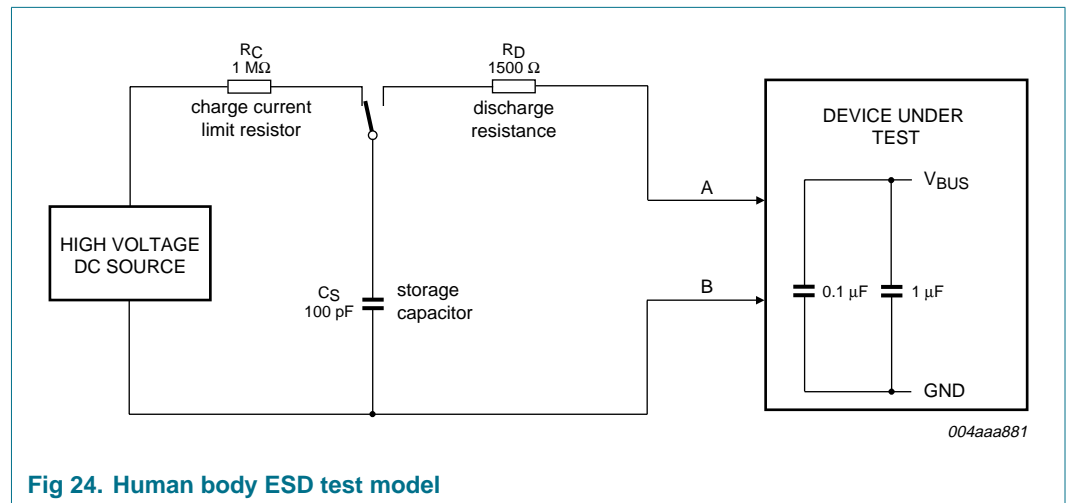 RC
1 MΩ
charge current
limit resistor
RD
1500 Ω
discharge
resistance
DEVICE UNDER
TEST
VBUS
A
HIGH VOLTAGE
DC SOURCE
CS
100 pF
storage
capacitor
B
0.1 μF
1 μF
GND
004aaa881
Fig 24. Human body ESD test model